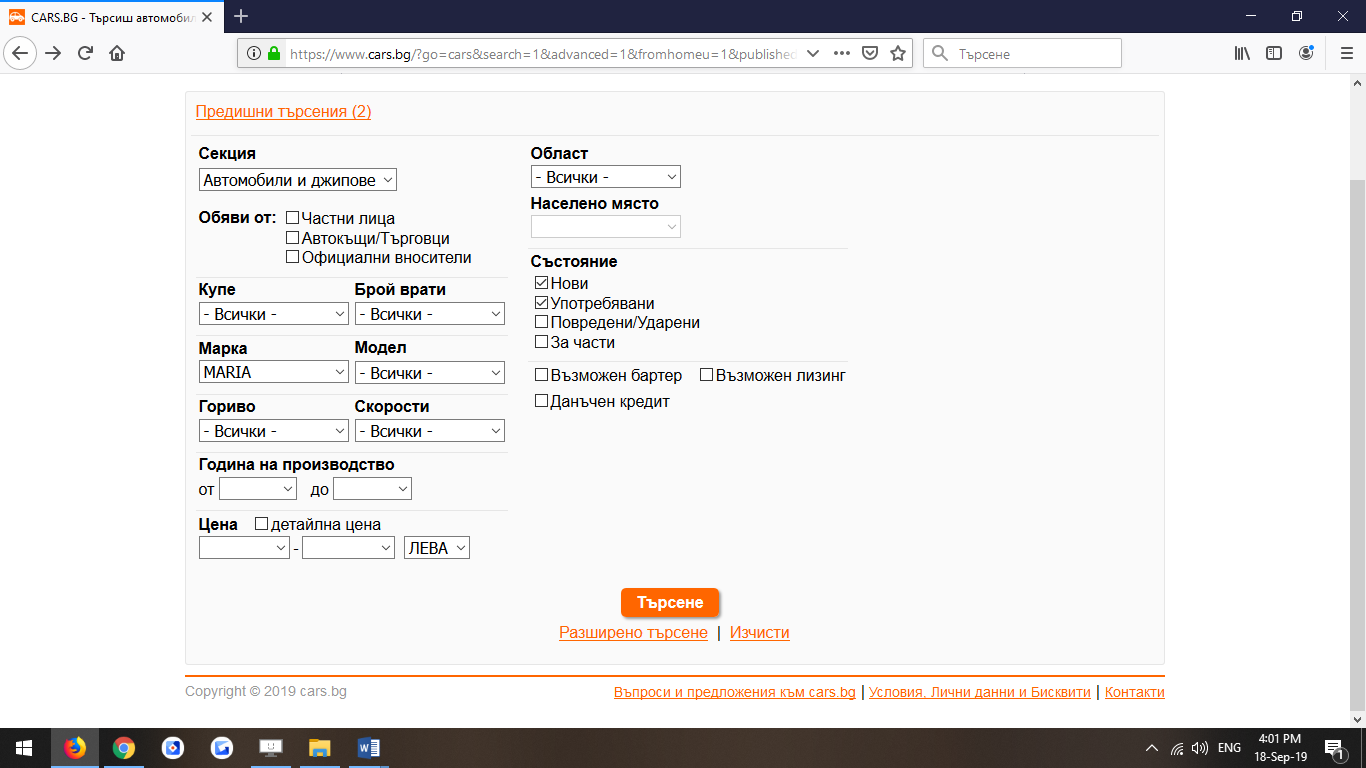 CARS.BG - Търсиш автомобил
https://www.cars.bg/?go=cars&search=1&advanced=1&fromhomeu=1&published
Търсене
Предишни търсения (2)
Секция
Автомобили и джипове
Обяви от:
Частни лица
Автокъщи/Търговци
Официални вносители
Купе
Брой врати
- Всички -
- Всички -
Марка
Модел
MARIA
- Всички -
Гориво
Скорости
- Всички -
- Всички -
Година на производство
от
до
Цена
детайлна цена
-
ЛЕВА
Област
- Всички -
Населено място
Състояние
Нови
Употребявани
Повредени/Ударени
За части
Възможен бартер
Възможен лизинг
Данъчен кредит
Търсене
Разширено търсене | Изчисти
Copyright © 2019 cars.bg
Въпроси и предложения към cars.bg | Условия, Лични данни и Бисквити | Контакти
ENG
4:01 PM
18-Sep-19
1